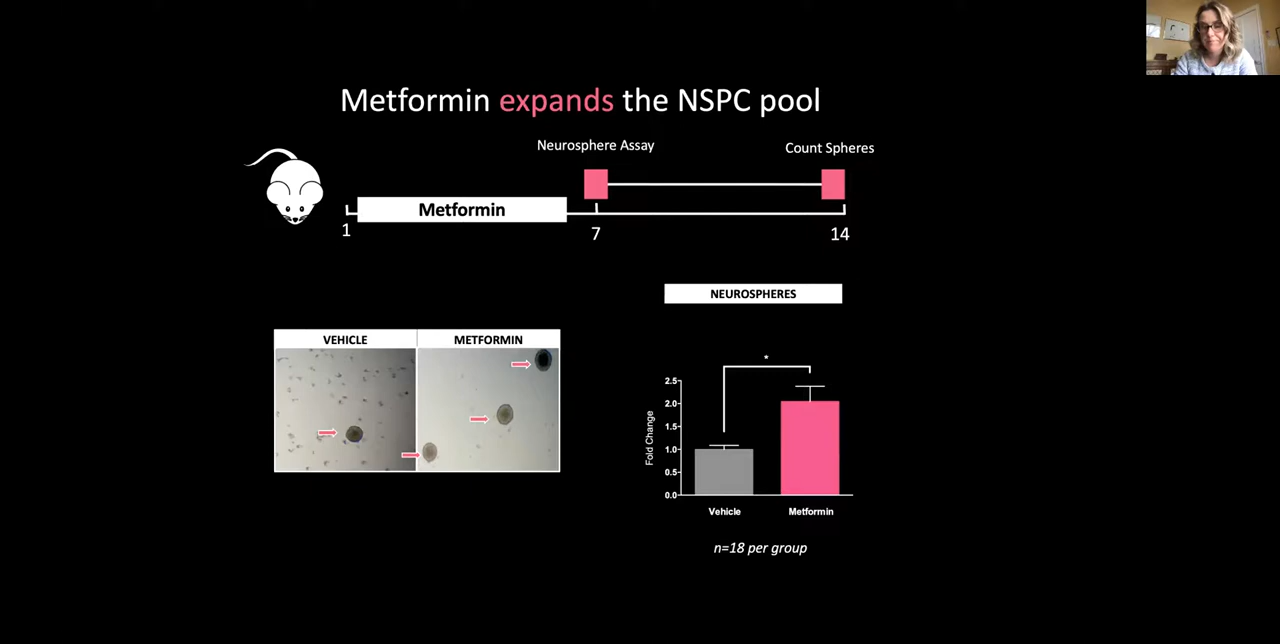 Metformin expands the NSPC pool
Neurosphere Assay
Count Spheres
Metformin
1
7
14
NEUROSPHERES
VEHICLE
METFORMIN
*
2.5
2.0
1.5
1.0
0.5
0.0
Fold Change
Vehicle
Metformin
n=18 per group